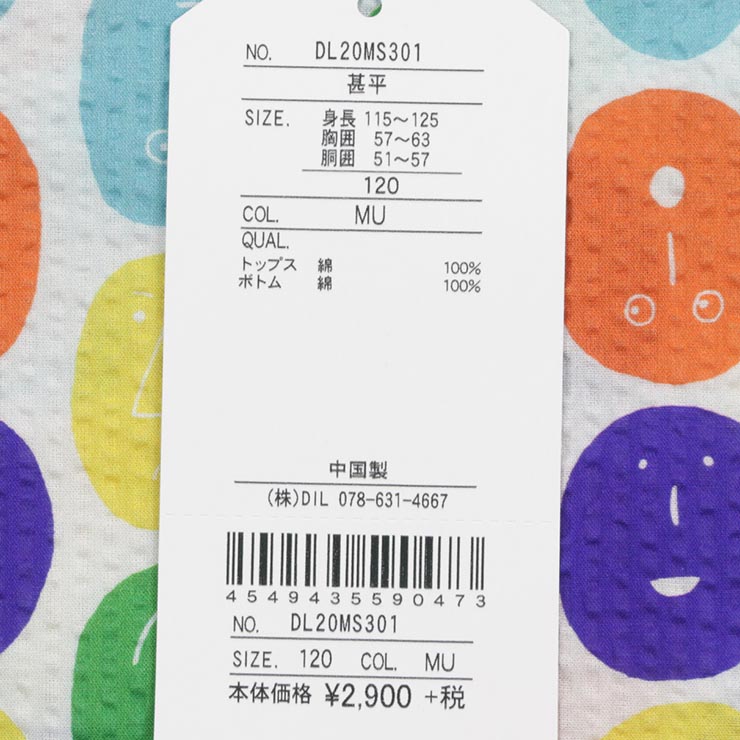 NO. DL20MS301
甚平
SIZE. 身長 115～125
胸囲 57～63
胴囲 51～57
120
COL. MU
QUAL.
トップス 綿 100%
ボトム 綿 100%
中国製
(株)DIL 078-631-4667
4549435590473
NO. DL20MS301
SIZE. 120 COL. MU
本体価格 ¥2,900 +税